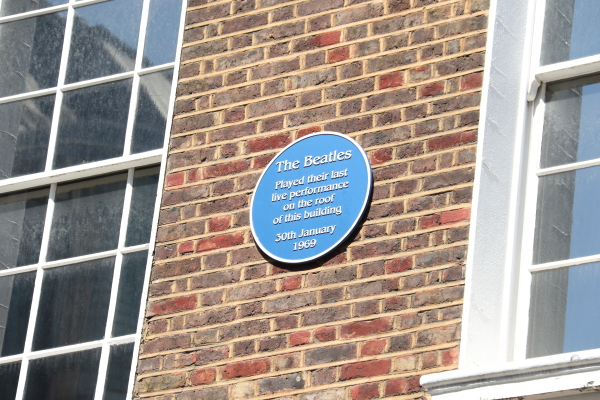 The Beatles
Played their last
live performance
on the roof
of this building
30th January
1969